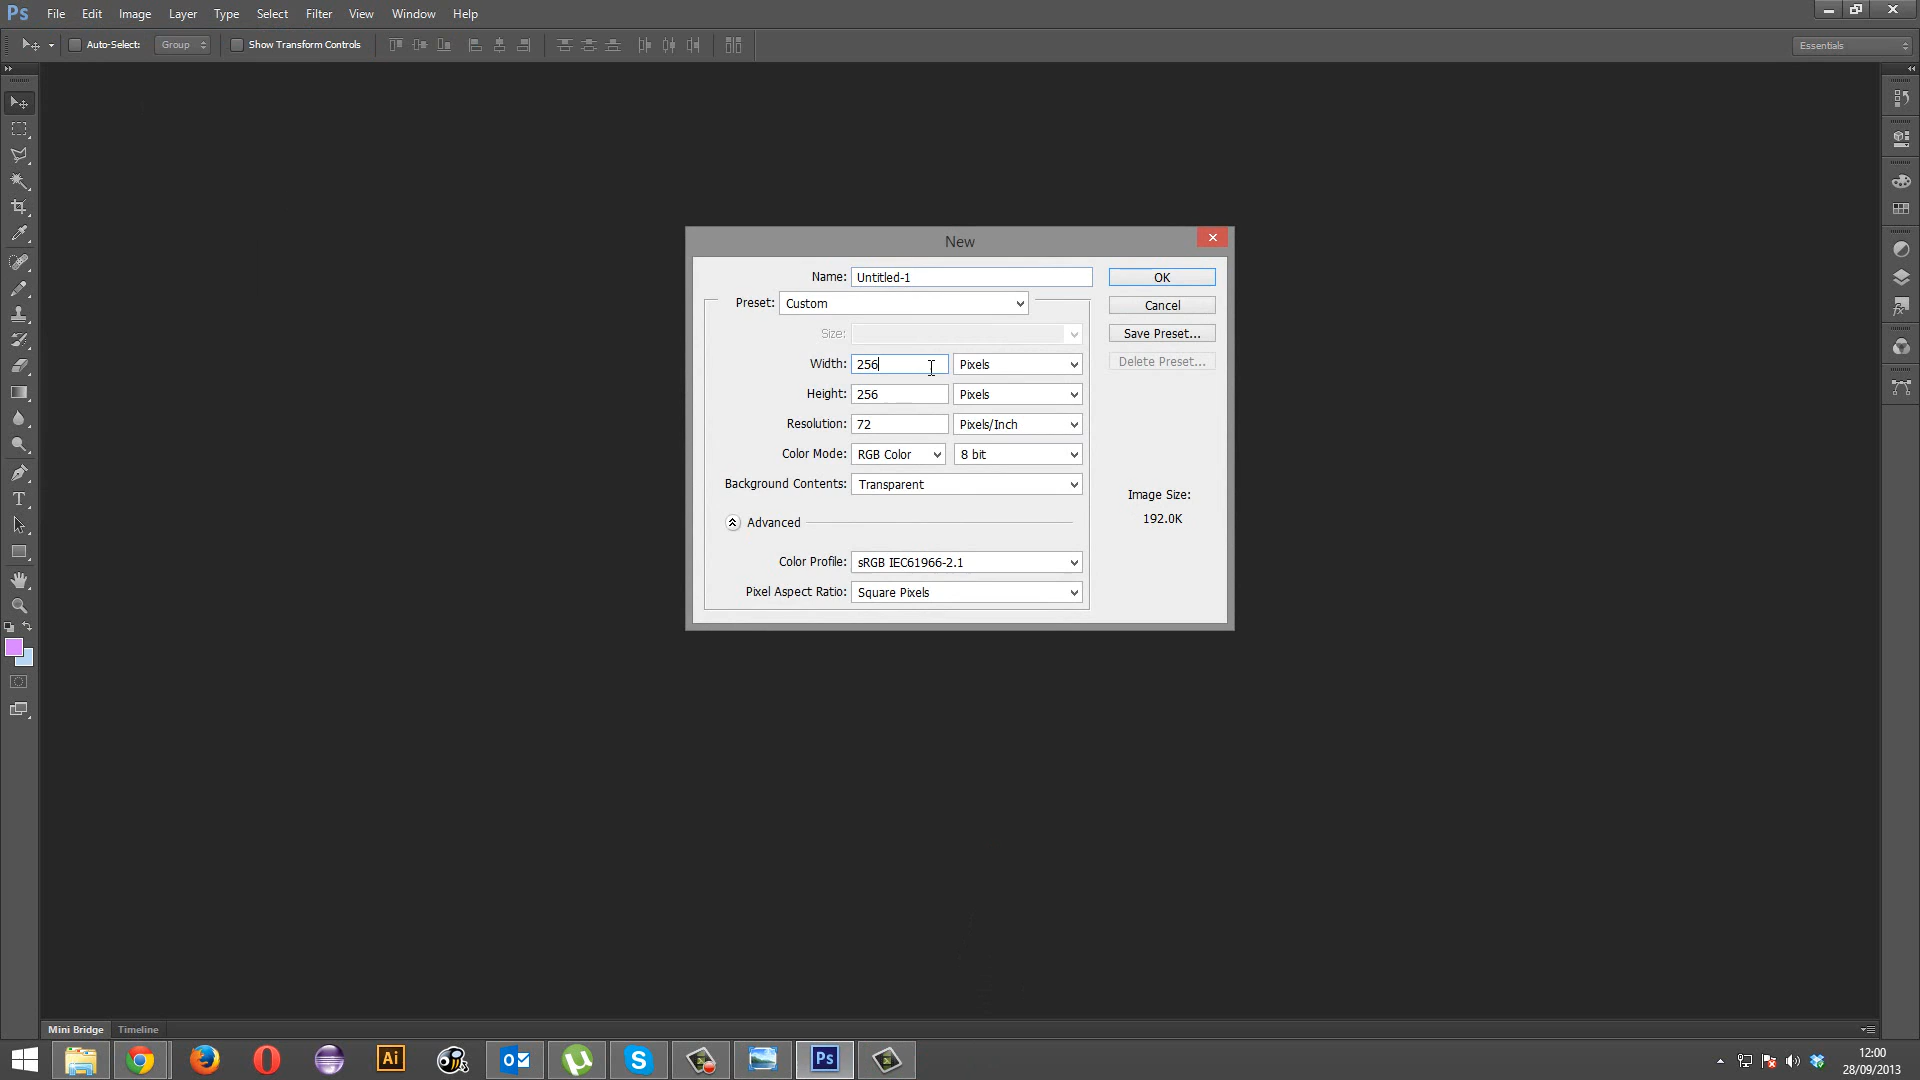 Ps File Edit Image Layer Type Select Filter View Window Help
Auto-Select: Group Show Transform Controls Essentials
New
Name: Untitled-1 OK
Preset: Custom Cancel
Size: Save Preset...
Width: 256 Pixels Delete Preset...
Height: 256 Pixels
Resolution: 72 Pixels/Inch
Color Mode: RGB Color 8 bit
Background Contents: Transparent
Image Size:
192.0K
Advanced
Color Profile: sRGB IEC61966-2.1
Pixel Aspect Ratio: Square Pixels
T
Mini Bridge Timeline
Ai
Ps
12:00
28/09/2013